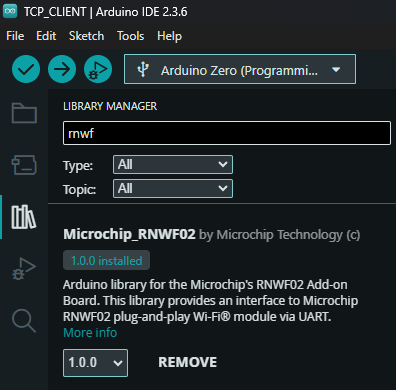 TCP_CLIENT | Arduino IDE 2.3.6
File Edit Sketch Tools Help
Arduino Zero (Programmi...
LIBRARY MANAGER
rnwf
Type: All
Topic: All
Microchip_RNWF02 by Microchip Technology (c)
1.0.0 installed
Arduino library for the Microchip's RNWF02 Add-on
Board. This library provides an interface to Microchip
RNWF02 plug-and-play Wi-Fi® module via UART.
More info
1.0.0 REMOVE